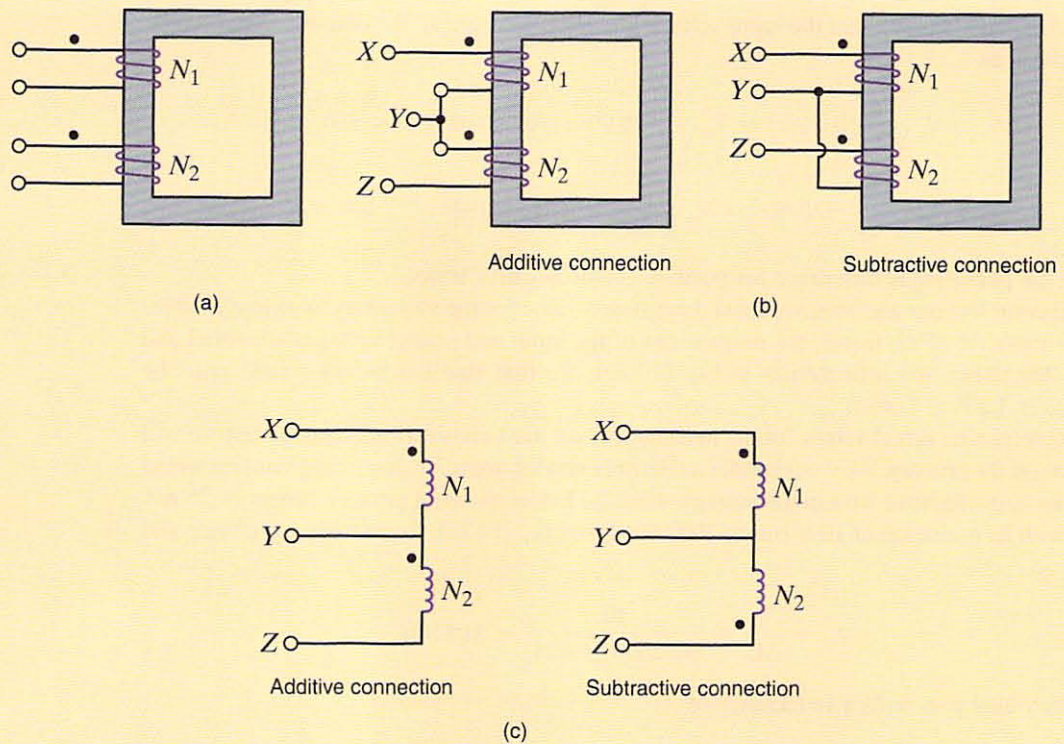 X
X
N₁
N₁
Y
N₁
Y
Z
N₂
N₂
Z
N₂
Additive connection
Subtractive connection
(a)
(b)
X
X
N₁
N₁
Y
Y
N₂
N₂
Z
Z
Additive connection
Subtractive connection
(c)